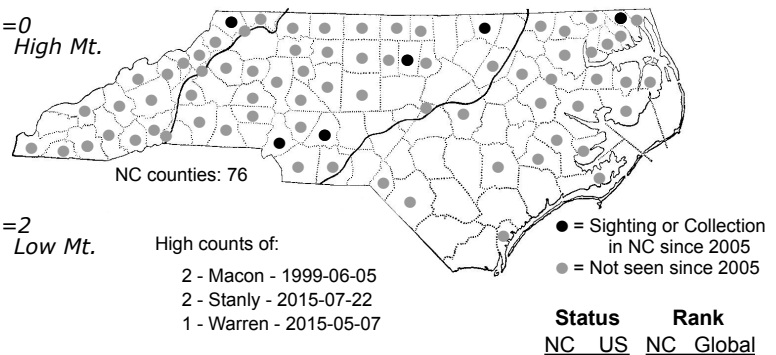 =0
High Mt.
NC counties: 76
=2
Low Mt.
High counts of:
2 - Macon - 1999-06-05
2 - Stanly - 2015-07-22
1 - Warren - 2015-05-07
= Sighting or Collection
in NC since 2005
= Not seen since 2005
Status Rank
NC US NC Global